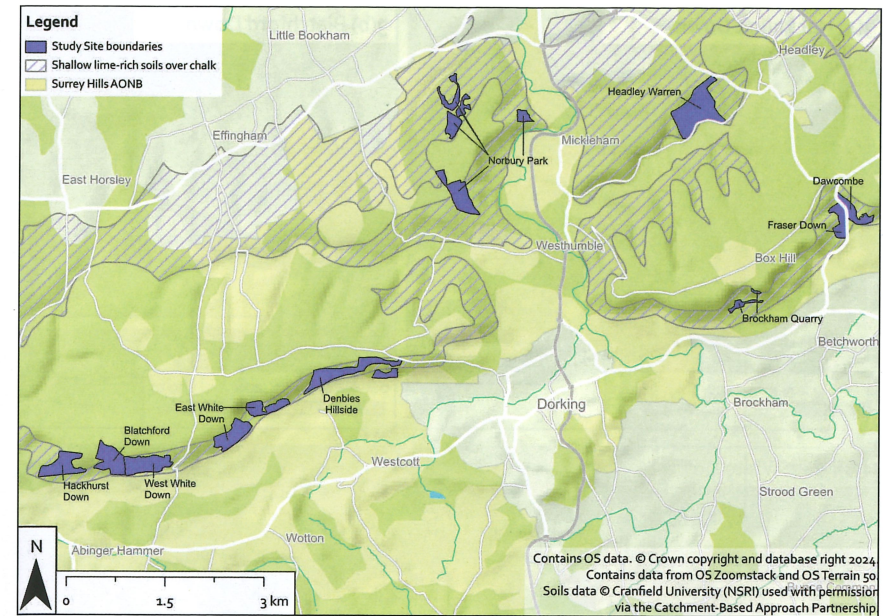 Legend
Study Site boundaries
Shallow lime-rich soils over chalk
Surrey Hills AONB
Little Bookham
Headley
Headley Warren
Effingham
Mickleham
Norbury Park
East Horsley
Dawcombe
Fraser Down
Westhumble
Box Hill
Brockham Quarry
Betchworth
East White
Down
Denbies
Hillside
Dorking
Brockham
Blatchford
Down
Westcott
Hackhurst
Down
West White
Down
Strood Green
Wotton
Abinger Hammer
N
0
1.5
3 km
Contains OS data. © Crown copyright and database right 2024
Contains data from OS Zoomstack and OS Terrain 50.
Soils data © Cranfield University (NSRI) used with permission
via the Catchment-Based Approach Partnership